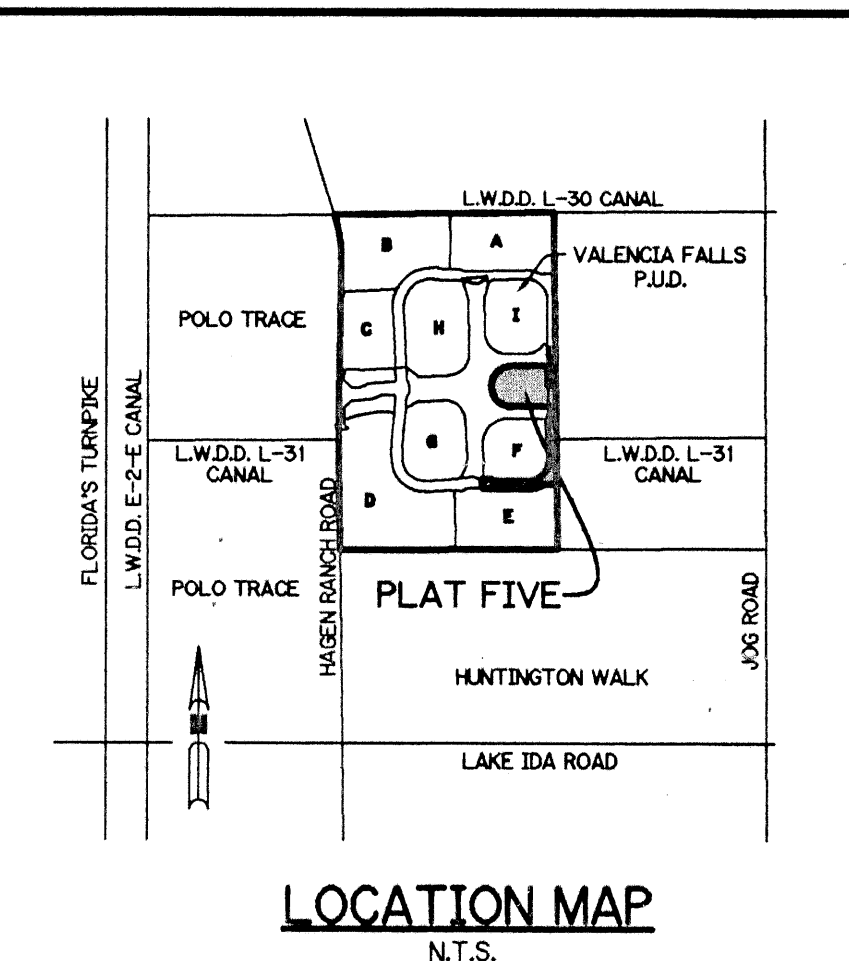 L.W.D.D. L-30 CANAL
B
A
VALENCIA FALLS
P.U.D.
POLO TRACE
C
H
I
FLORIDA'S TURNPIKE
L.W.D.D. E-2-E CANAL
L.W.D.D. L-31
CANAL
G
F
L.W.D.D. L-31
CANAL
HAGEN RANCH ROAD
D
E
POLO TRACE
PLAT FIVE
JOG ROAD
HUNTINGTON WALK
LAKE IDA ROAD
LOCATION MAP
N.T.S.